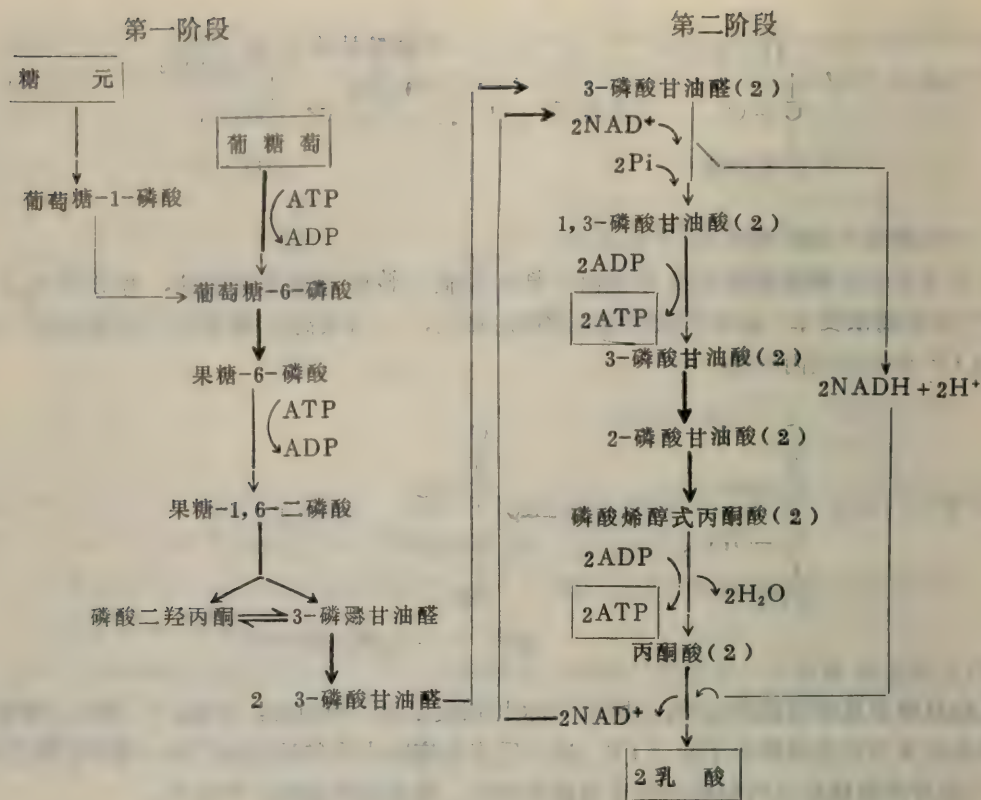 第一阶段
糖 元
葡 糖 萄
葡萄糖-1-磷酸
ATP
ADP
葡萄糖-6-磷酸
果糖-6-磷酸
ATP
ADP
果糖-1,6-二磷酸
磷酸二羟丙酮
3-磷 甘油醛
2 3-磷酸甘油醛
第二阶段
3-磷酸甘油醛(2)
2NAD⁺
2Pi
1,3-磷酸甘油酸(2)
2ADP
2ATP
3-磷酸甘油酸(2)
2NADH+2H⁺
2-磷酸甘油酸(2)
磷酸烯醇式丙酮酸(2)
2ADP
2H₂O
2ATP
丙酮酸(2)
2NAD⁺
2乳 酸